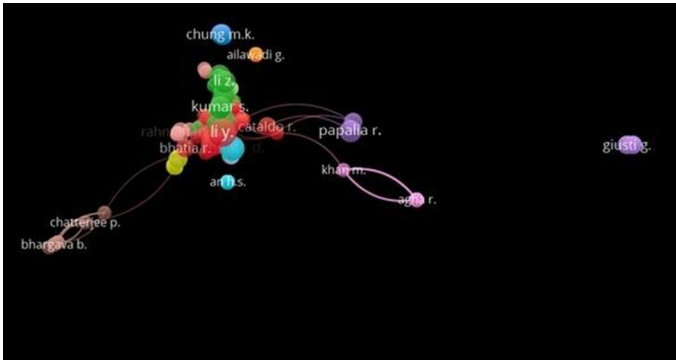 chung m.k.
ailawadi g.
li z.
kumar s.
li y.
cataldo r.
papalia r.
giusti g.
bhatia r.
khan m.
an h.s.
agha r.
chatterjee p.
bhargava b.